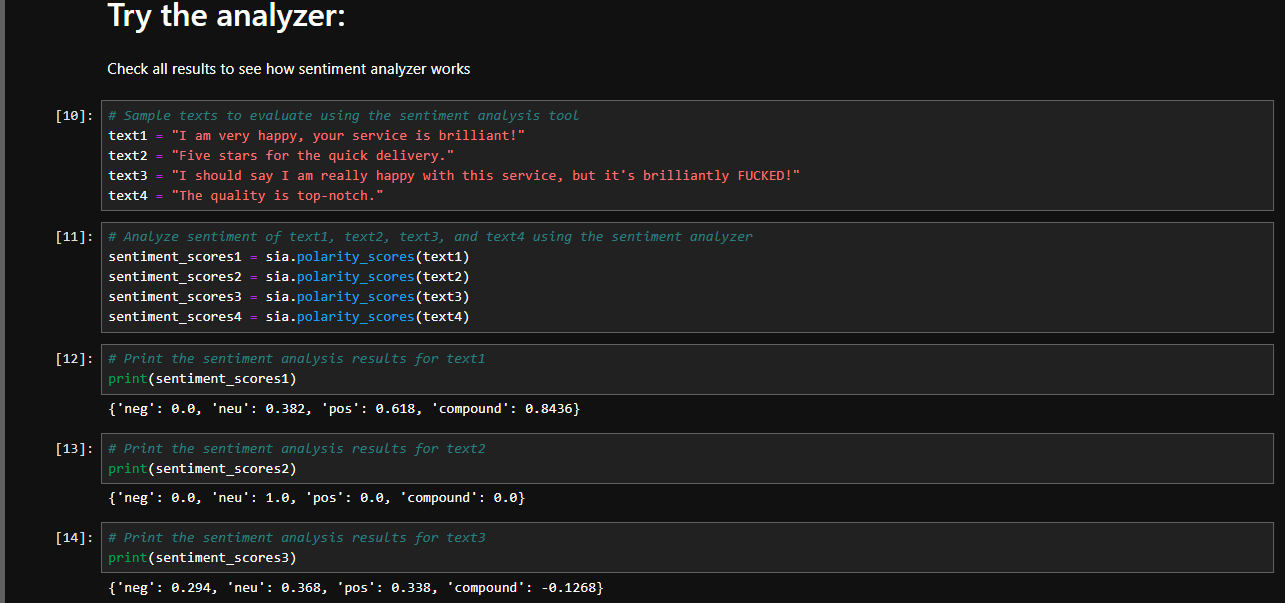 Try the analyzer:
Check all results to see how sentiment analyzer works
[10]:
# Sample texts to evaluate using the sentiment analysis tool
text1 = "I am very happy, your service is brilliant!"
text2 = "Five stars for the quick delivery."
text3 = "I should say I am really happy with this service, but it's brilliantly FUCKED!"
text4 = "The quality is top-notch."
[11]:
# Analyze sentiment of text1, text2, text3, and text4 using the sentiment analyzer
sentiment_scores1 = sia.polarity_scores(text1)
sentiment_scores2 = sia.polarity_scores(text2)
sentiment_scores3 = sia.polarity_scores(text3)
sentiment_scores4 = sia.polarity_scores(text4)
[12]:
# Print the sentiment analysis results for text1
print(sentiment_scores1)
{'neg': 0.0, 'neu': 0.382, 'pos': 0.618, 'compound': 0.8436}
[13]:
# Print the sentiment analysis results for text2
print(sentiment_scores2)
{'neg': 0.0, 'neu': 1.0, 'pos': 0.0, 'compound': 0.0}
[14]:
# Print the sentiment analysis results for text3
print(sentiment_scores3)
{'neg': 0.294, 'neu': 0.368, 'pos': 0.338, 'compound': -0.1268}